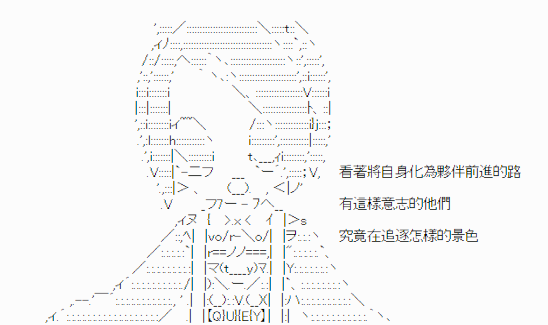 看著將自身化為夥伴前進的路
有這樣意志的他們
究竟在追逐怎樣的景色